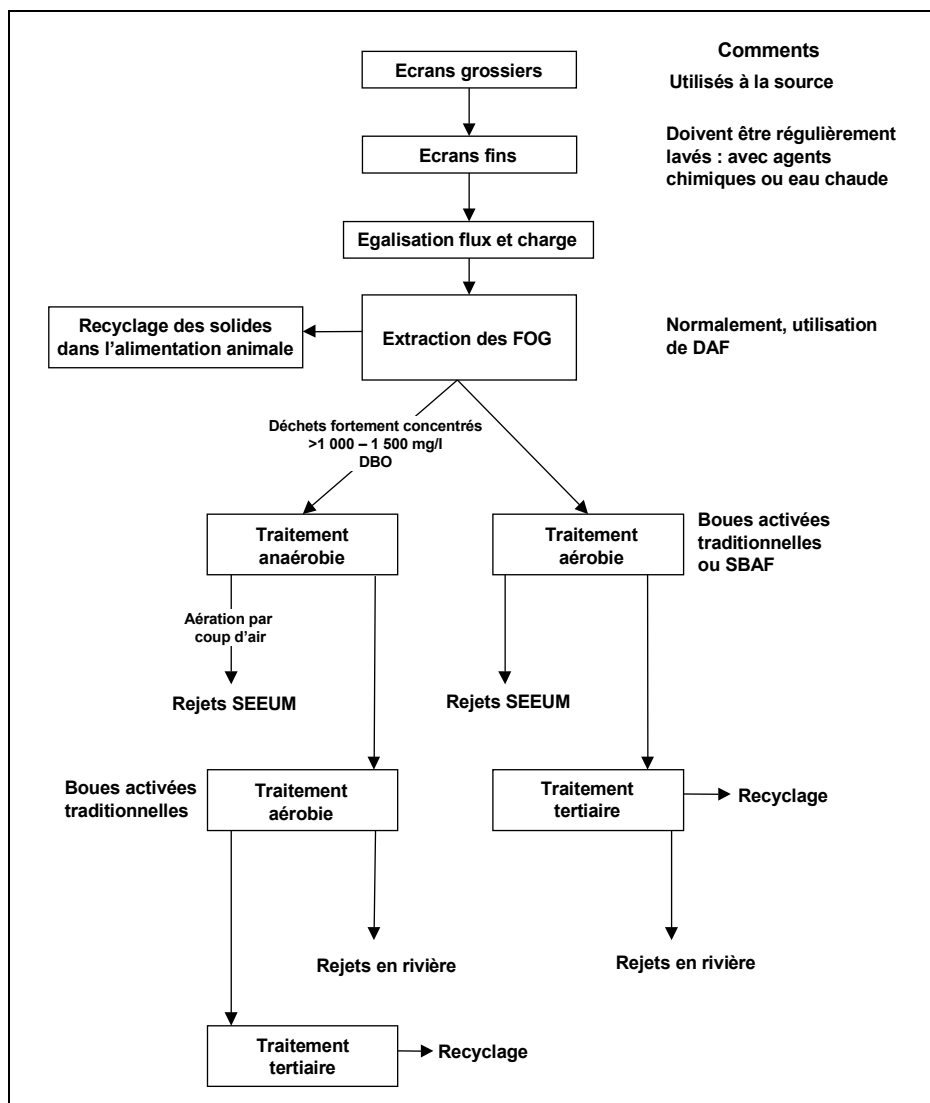 Comments
Ecrans grossiers
Utilisés à la source
Ecrans fins
Doivent être régulièrement
lavés : avec agents
chimiques ou eau chaude
Egalisation flux et charge
Recyclage des solides
dans l'alimentation animale
Extraction des FOG
Normalement, utilisation
de DAF
Déchets fortement concentrés
>1 000 – 1 500 mg/l
DBO
Traitement
anaérobie
Traitement
aérobie
Boues activées
traditionnelles
ou SBAF
Aération par
coup d'air
Rejets SEEUM
Rejets SEEUM
Boues activées
traditionnelles
Traitement
aérobie
Traitement
tertiaire
Recyclage
Rejets en rivière
Rejets en rivière
Traitement
tertiaire
Recyclage